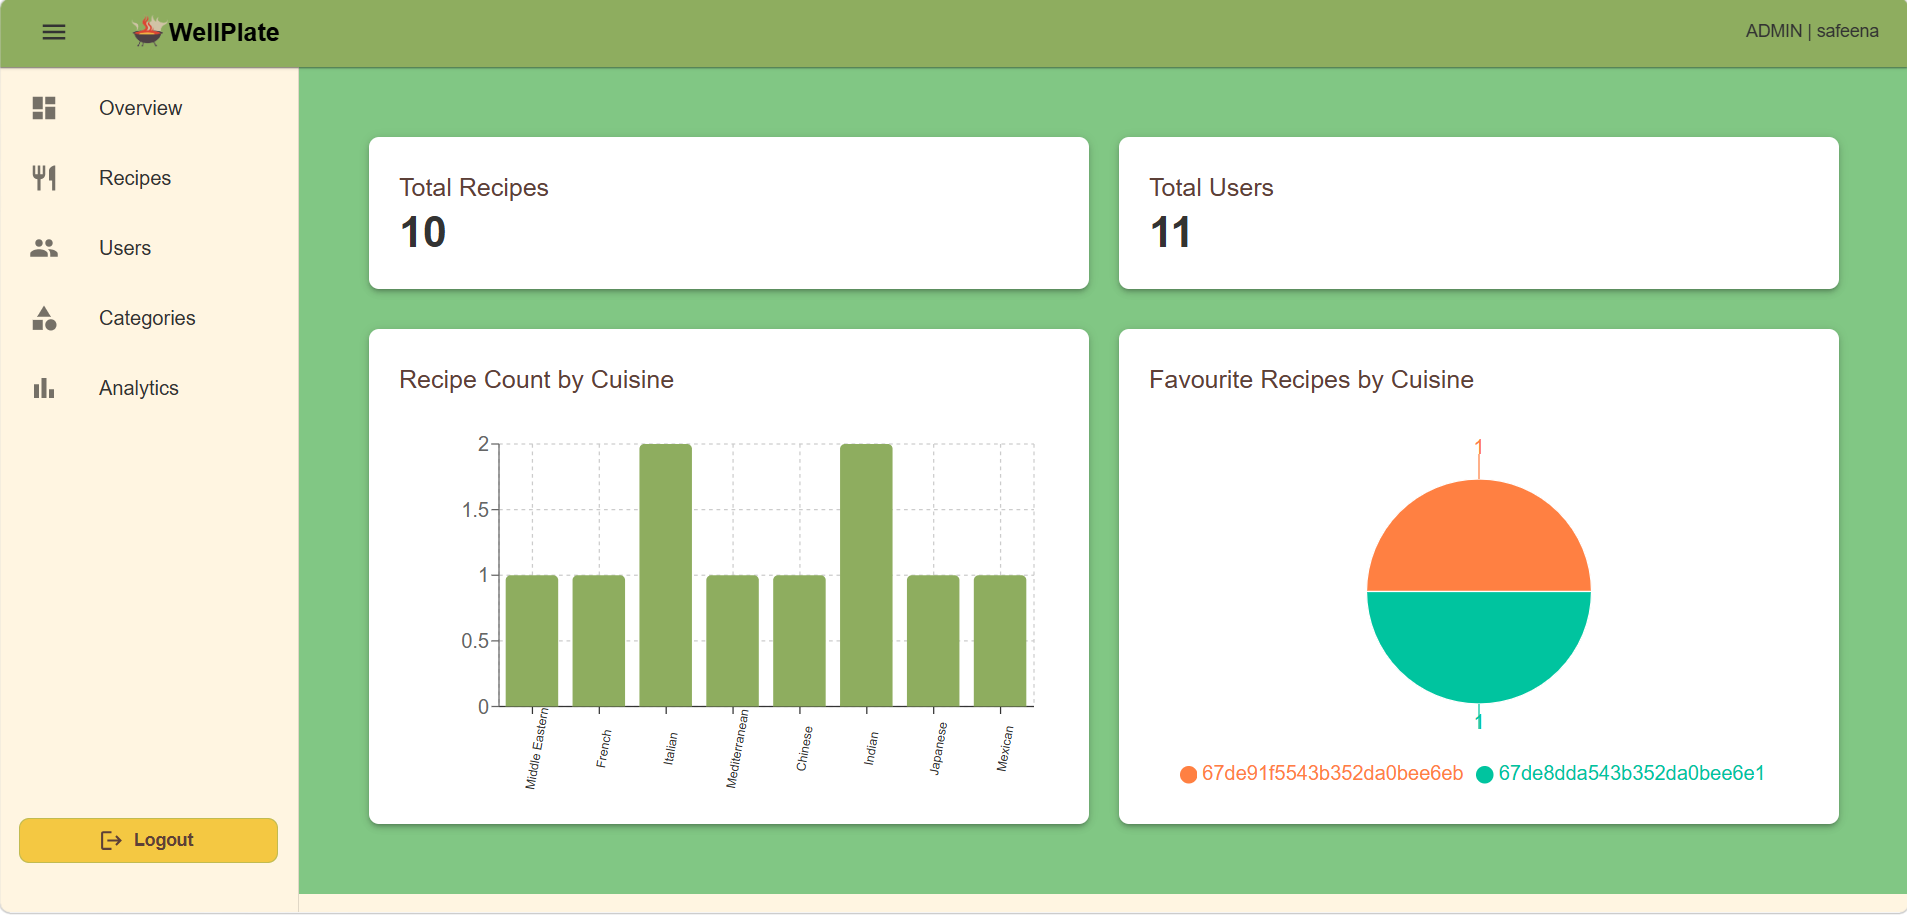 WellPlate
ADMIN | safeena
Overview
Recipes
Users
Categories
Analytics
Logout
Total Recipes
10
Total Users
11
Recipe Count by Cuisine
2
1.5
1
0.5
0
Middle Eastern
French
Italian
Mediterranean
Chinese
Indian
Japanese
Mexican
Favourite Recipes by Cuisine
1
1
67de91f5543b352da0bee6eb
67de8dda543b352da0bee6e1